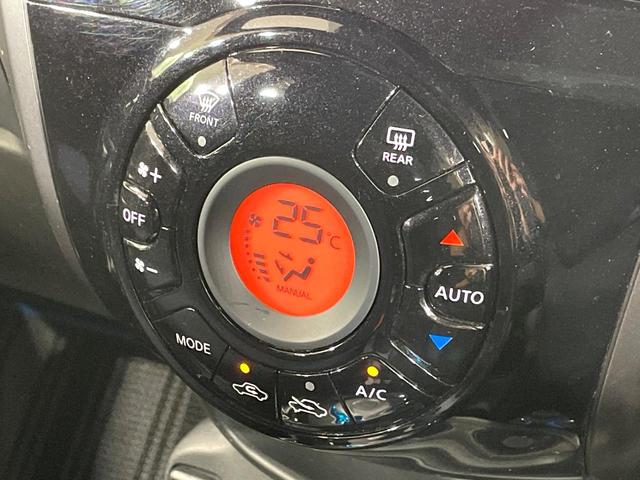 FRONT
REAR
+
OFF
-
25°C
MANUAL
AUTO
MODE
A/C